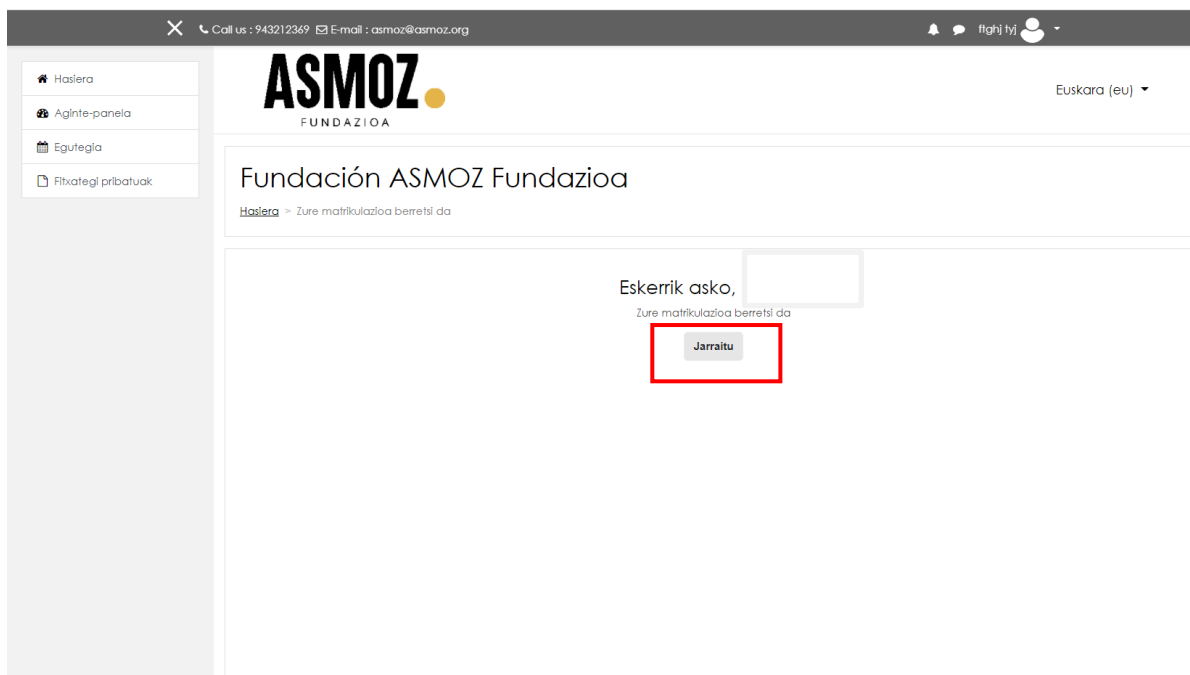 Call us : 943212369 E-mail : asmoz@asmoz.org
ftghj tyj
Hasiera
Aginte-panela
Egutegia
Fitxategi pribatuak
ASMOZ
FUNDAZIOA
Euskara (eu)
Fundación ASMOZ Fundazioa
Hasiera > Zure matrikulazioa berretsi da
Eskerrik asko,
Zure matrikulazioa berretsi da
Jarraitu